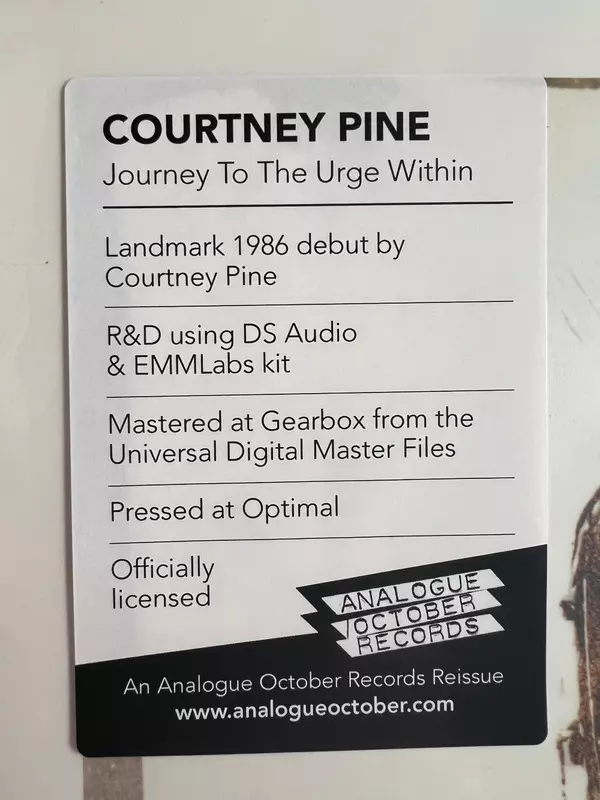 COURTNEY PINE
Journey To The Urge Within
Landmark 1986 debut by
Courtney Pine
R&D using DS Audio
& EMMLabs kit
Mastered at Gearbox from the
Universal Digital Master Files
Pressed at Optimal
Officially
licensed
ANALOGUE
OCTOBER
RECORDS
An Analogue October Records Reissue
www.analogueoctober.com